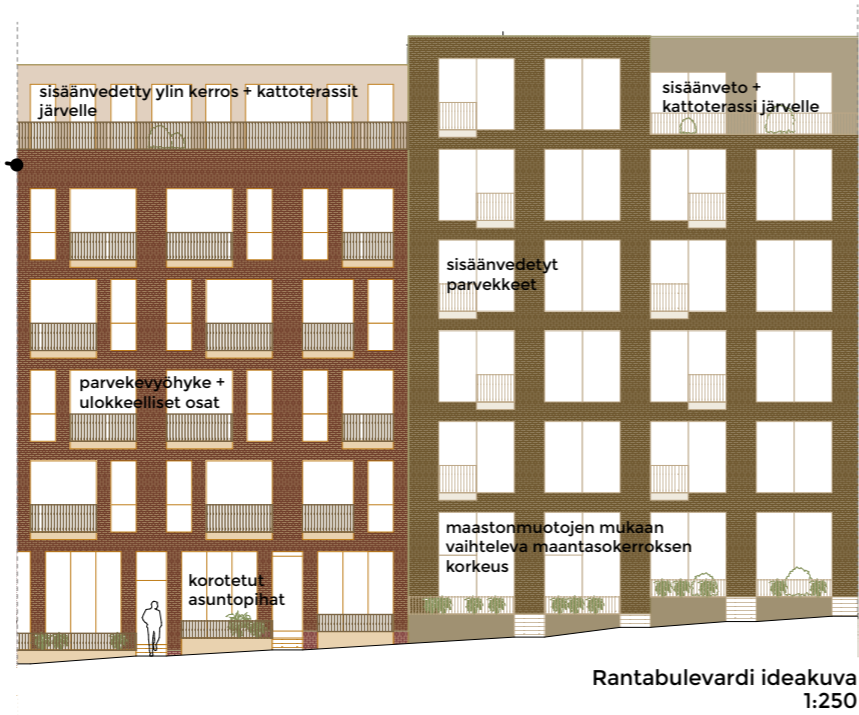 sisäänvedetty ylin kerros + kattoterassit
järvelle
sisäänveto +
kattoterassi järvelle
sisäänvedetyt
parvekkeet
parvekevyöhyke +
ulokkeelliset osat
maastonmuotojen mukaan
vaihteleva maantasokerroksen
korkeus
korotetut
asuntopihat
Rantabulevardi ideakuva
1:250